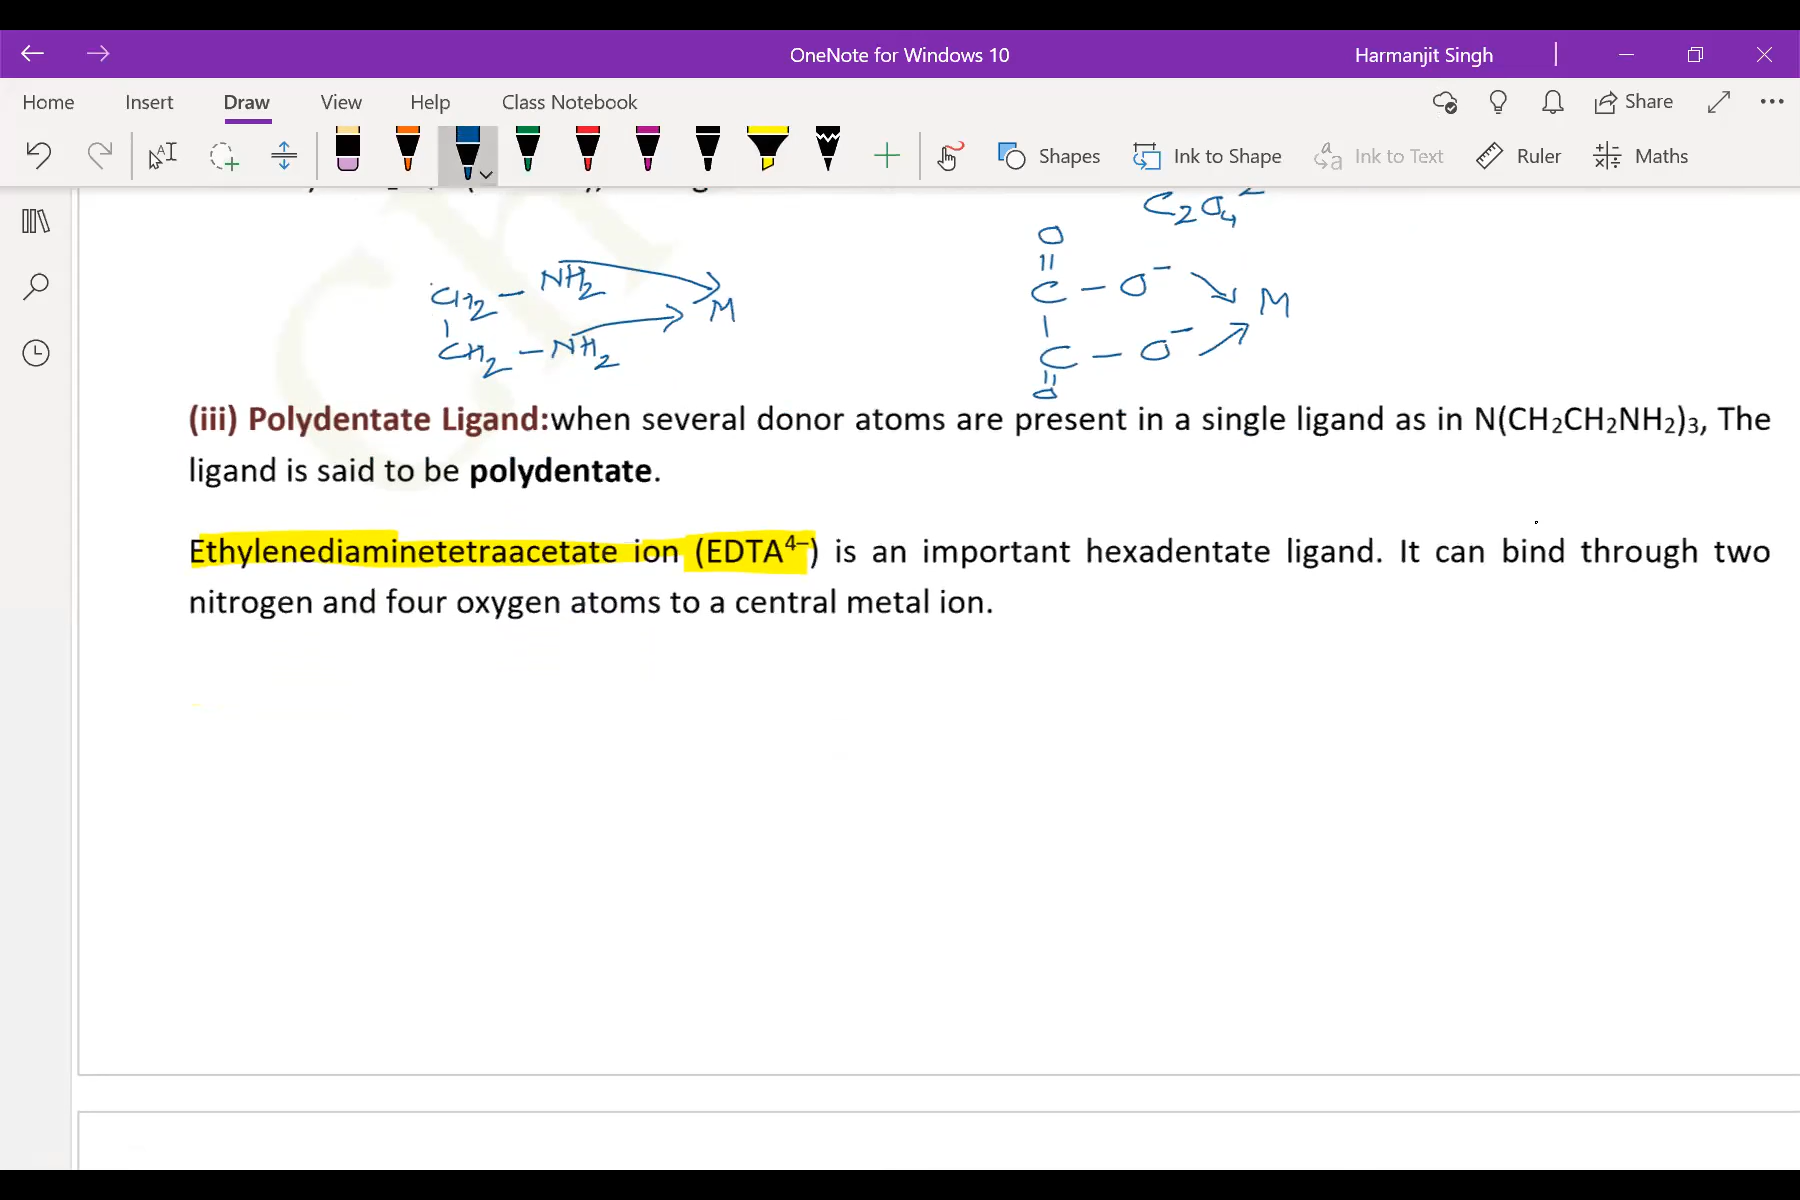 OneNote for Windows 10 Harmanjit Singh
Home Insert Draw View Help Class Notebook Share
Shapes Ink to Shape Ink to Text Ruler Maths
C₂O₄²
O
CH₂ – NH₂ M C – O⁻ M
CH₂ – NH₂ C – O⁻
O
(iii) Polydentate Ligand:when several donor atoms are present in a single ligand as in N(CH₂CH₂NH₂)₃, The
ligand is said to be polydentate.
Ethylenediaminetetraacetate ion (EDTA⁴⁻) is an important hexadentate ligand. It can bind through two
nitrogen and four oxygen atoms to a central metal ion.